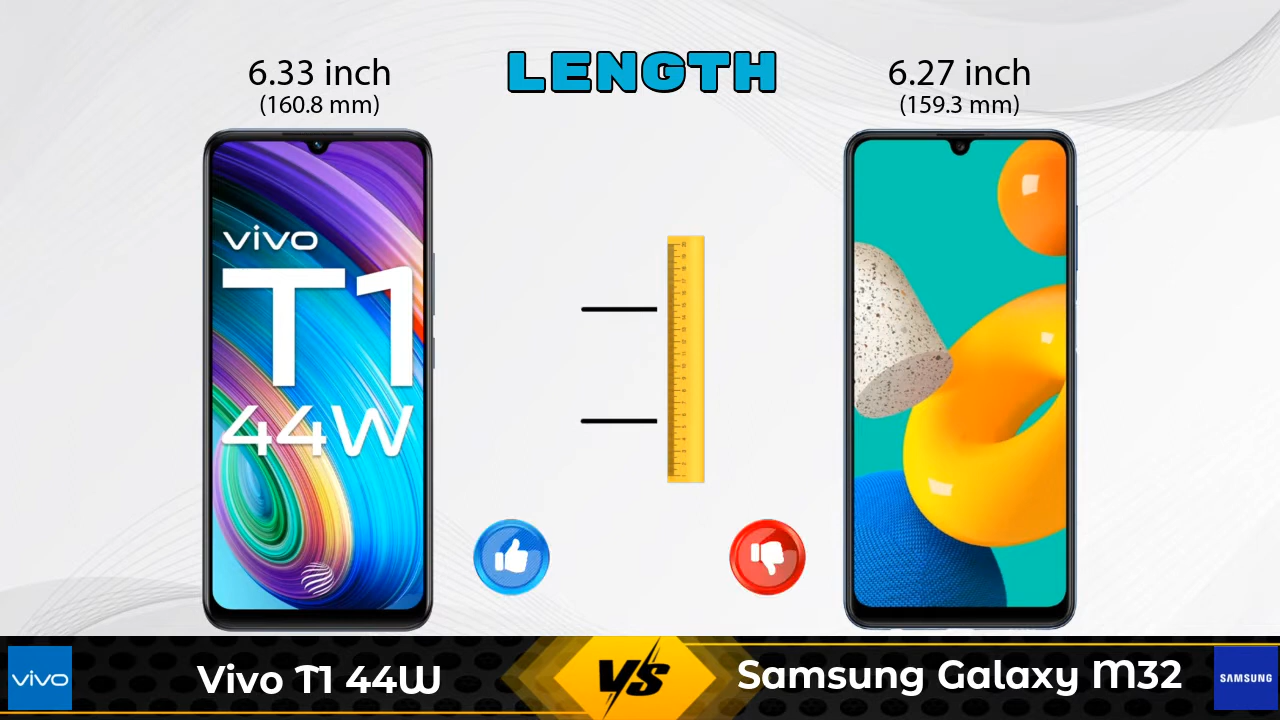 LENGTH
6.33 inch
(160.8 mm)
6.27 inch
(159.3 mm)
vivo
T1
44W
vivo
Vivo T1 44W
VS
Samsung Galaxy M32
SAMSUNG